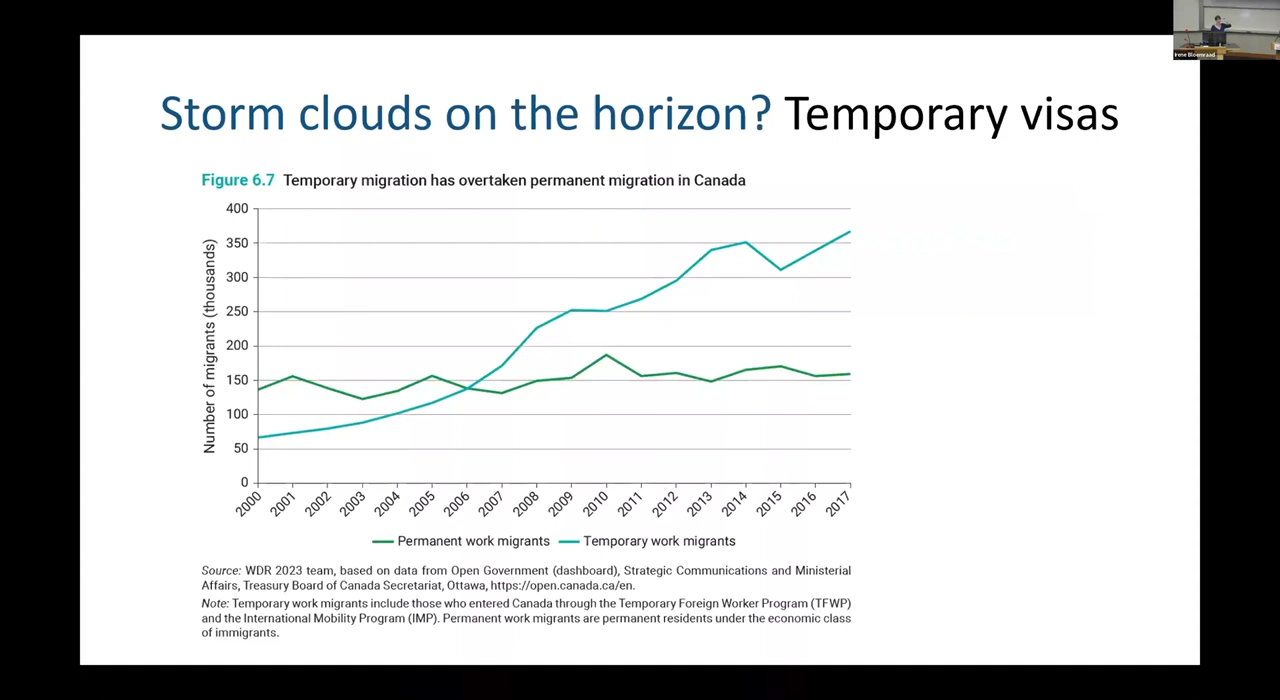 Irene Bloemraad
Storm clouds on the horizon? Temporary visas
Figure 6.7 Temporary migration has overtaken permanent migration in Canada
Number of migrants (thousands)
400
350
300
250
200
150
100
50
0
2000
2001
2002
2003
2004
2005
2006
2007
2008
2009
2010
2011
2012
2013
2014
2015
2016
2017
Permanent work migrants Temporary work migrants
Source: WDR 2023 team, based on data from Open Government (dashboard), Strategic Communications and Ministerial
Affairs, Treasury Board of Canada Secretariat, Ottawa, https://open.canada.ca/en.
Note: Temporary work migrants include those who entered Canada through the Temporary Foreign Worker Program (TFWP)
and the International Mobility Program (IMP). Permanent work migrants are permanent residents under the economic class
of immigrants.